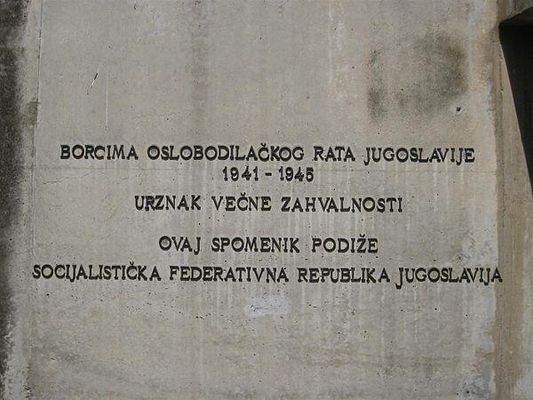 BORCIMA OSLOBODILAČKOG RATA JUGOSLAVIJE
1941 - 1945
URZNAK VEČNE ZAHVALNOSTI
OVAJ SPOMENIK PODIŽE
SOCIJALISTIČKA FEDERATIVNA REPUBLIKA JUGOSLAVIJA